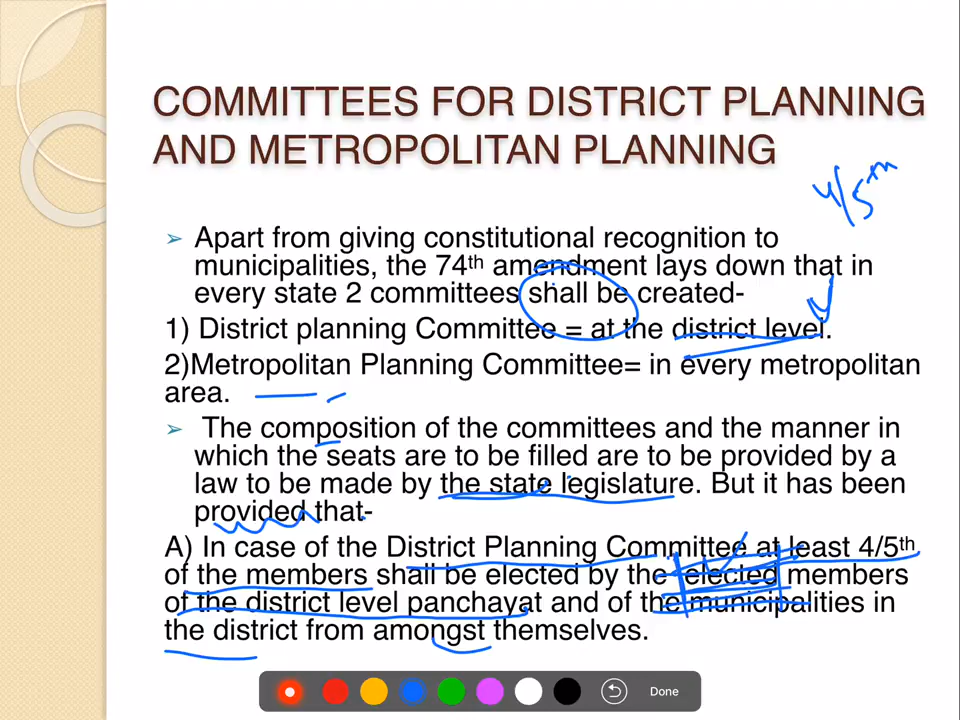 COMMITTEES FOR DISTRICT PLANNING
AND METROPOLITAN PLANNING
4/5th
➢ Apart from giving constitutional recognition to
municipalities, the 74th amendment lays down that in
every state 2 committees shall be created-
1) District planning Committee = at the district level.
2)Metropolitan Planning Committee= in every metropolitan
area.
➢ The composition of the committees and the manner in
which the seats are to be filled are to be provided by a
law to be made by the state legislature. But it has been
provided that-
A) In case of the District Planning Committee at least 4/5th
of the members shall be elected by the elected members
of the district level panchayat and of the municipalities in
the district from amongst themselves.
Done